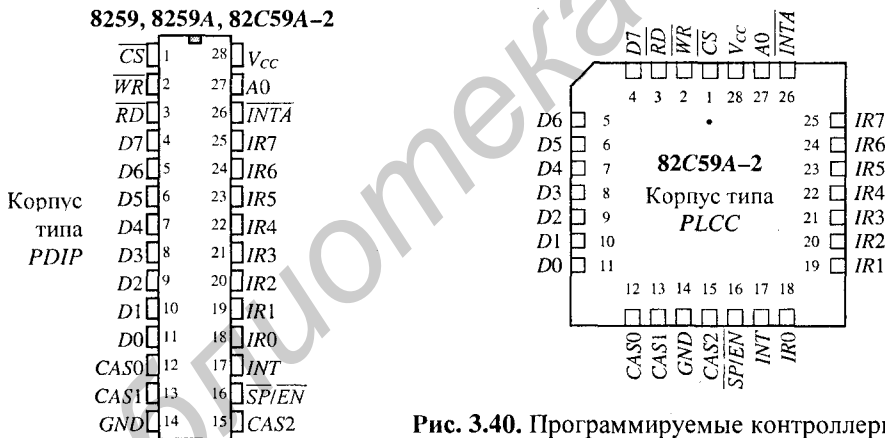 8259, 8259A, 82C59A–2
CS 1 28 VCC
WR 2 27 A0
RD 3 26 INTA
D7 4 25 IR7
D6 5 24 IR6
D5 6 23 IR5
D4 7 22 IR4
D3 8 21 IR3
D2 9 20 IR2
D1 10 19 IR1
D0 11 18 IR0
CAS0 12 17 INT
CAS1 13 16 SP/EN
GND 14 15 CAS2
Корпус
типа
PDIP
D7 RD WR CS VCC A0 INTA
4 3 2 1 28 27 26
D6 5 25 IR7
D5 6 24 IR6
D4 7 23 IR5
D3 8 22 IR4
D2 9 21 IR3
D1 10 20 IR2
D0 11 19 IR1
82C59A–2
Корпус типа
PLCC
12 13 14 15 16 17 18
CAS0 CAS1 GND CAS2 SP/EN INT IR0
Рис. 3.40. Программируемые контроллеры